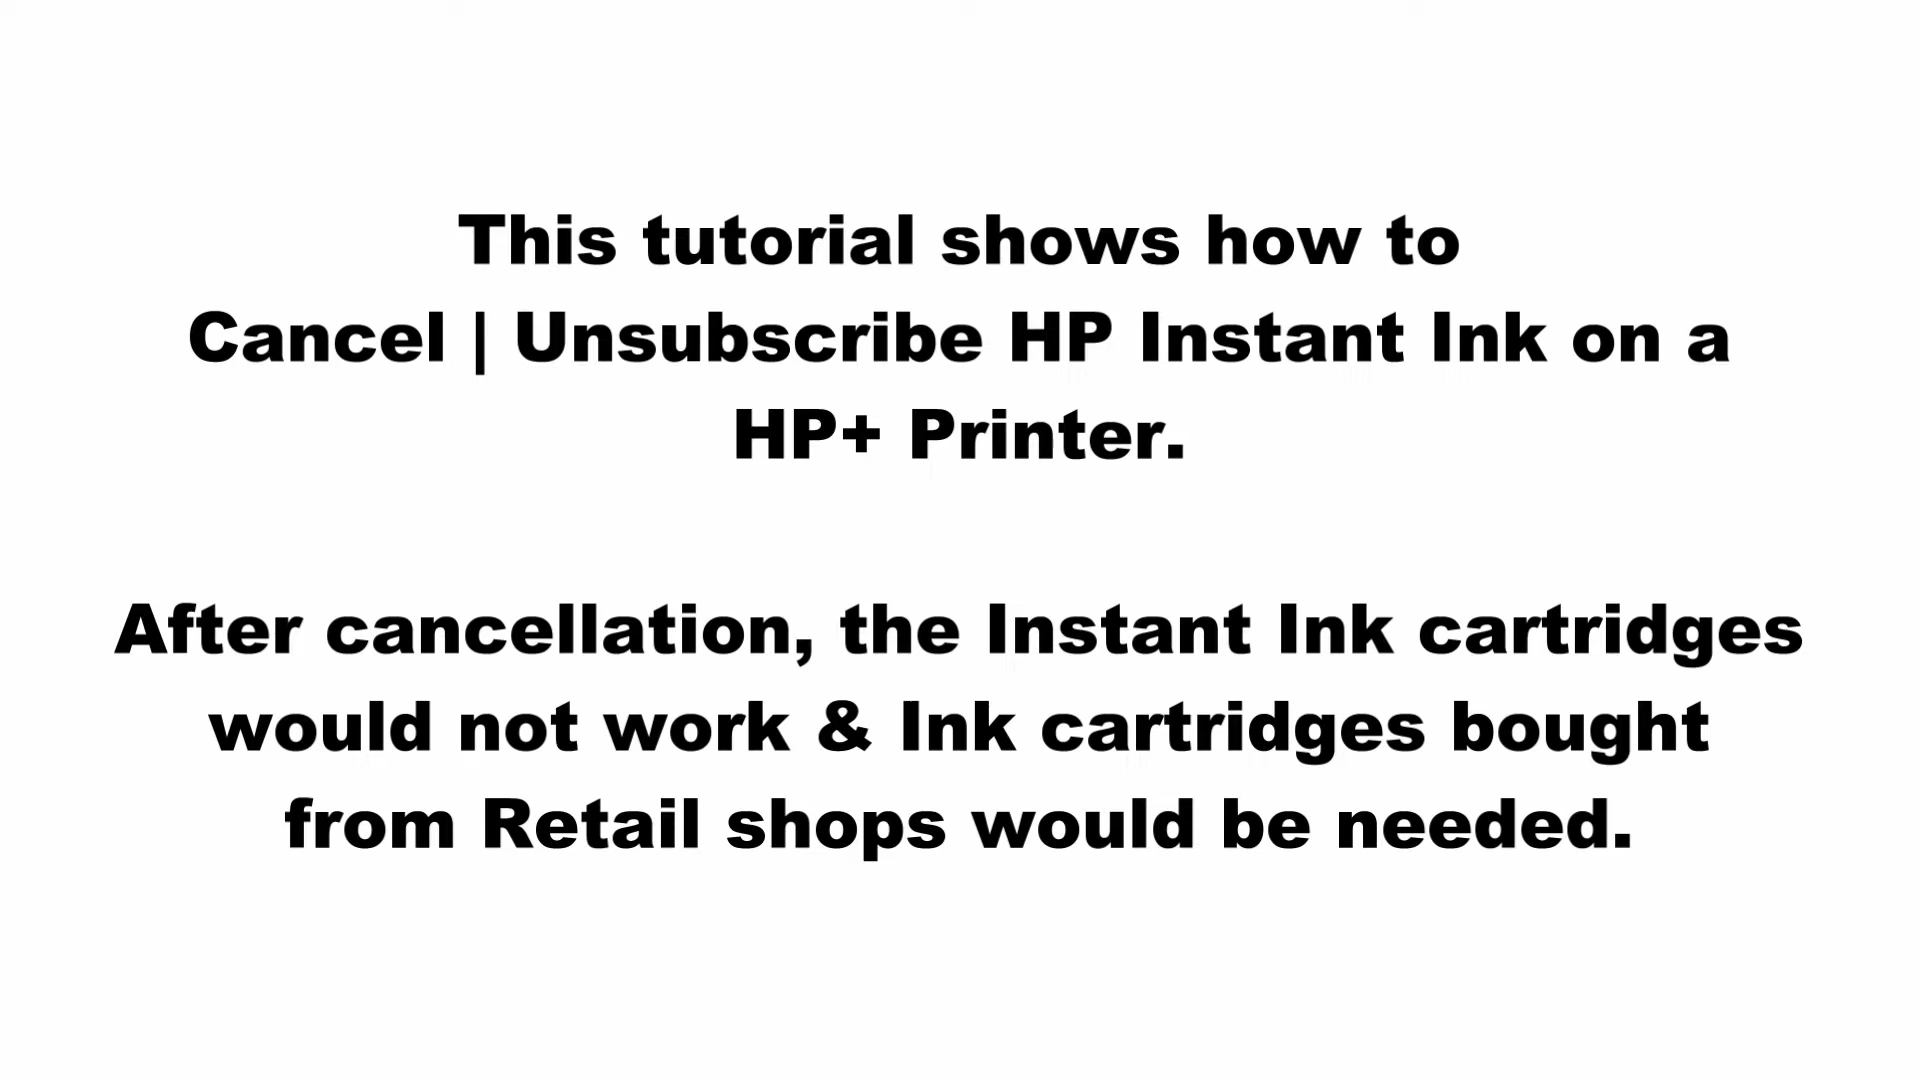 This tutorial shows how to
Cancel | Unsubscribe HP Instant Ink on a
HP+ Printer.
After cancellation, the Instant Ink cartridges
would not work & Ink cartridges bought
from Retail shops would be needed.